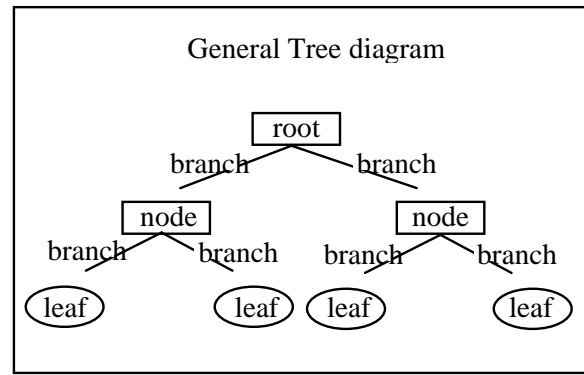 General Tree diagram
root
branch branch
node node
branch branch branch branch
leaf leaf leaf leaf